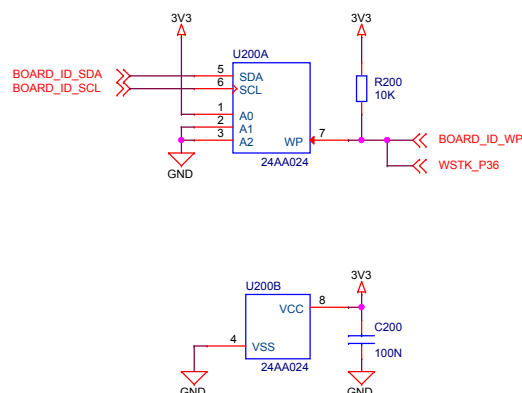 3V3
3V3
U200A
BOARD_ID_SDA
5
SDA
BOARD_ID_SCL
6
SCL
R200
10K
1
A0
2
A1
3
A2
WP
7
BOARD_ID_WP
24AA024
WSTK_P36
GND
3V3
U200B
VCC
8
C200
4
VSS
100N
24AA024
GND
GND